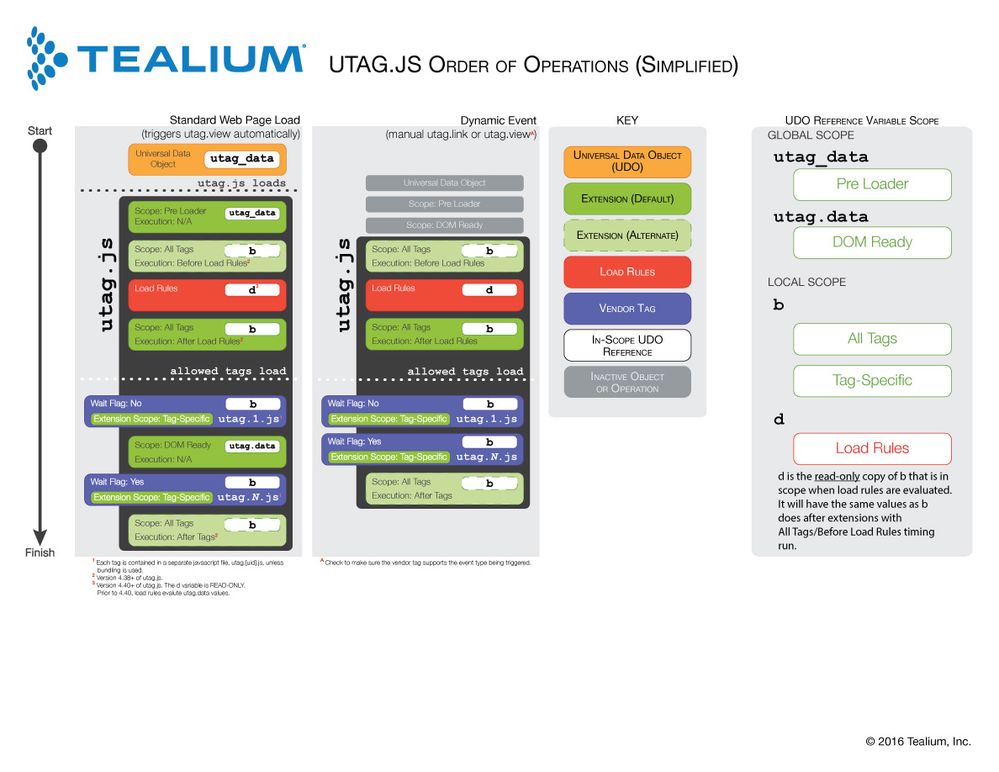 TEALIUM
UTAG.JS ORDER OF OPERATIONS (SIMPLIFIED)
Start
Finish
Standard Web Page Load
(triggers utag.view automatically)
Universal Data
Object
utag_data
utag.js loads
utag.js
Scope: Pre Loader
Execution: N/A
utag_data
Scope: All Tags
Execution: Before Load Rules2
b
Load Rules
d3
Scope: All Tags
Execution: After Load Rules2
b
allowed tags load
Wait Flag: No
b
Extension Scope: Tag-Specific
utag.1.js1
Scope: DOM Ready
Execution: N/A
utag.data
Wait Flag: Yes
b
Extension Scope: Tag-Specific
utag.N.js1
Scope: All Tags
Execution: After Tags2
b
1 Each tag is contained in a separate javascript file, utag.[uid].js, unless
bundling is used.
2 Version 4.38+ of utag.js.
3 Version 4.40+ of utag.js. The d variable is READ-ONLY.
Prior to 4.40, load rules evalute utag.data values.
Dynamic Event
(manual utag.link or utag.viewA)
Universal Data Object
Scope: Pre Loader
Scope: DOM Ready
utag.js
Scope: All Tags
Execution: Before Load Rules
b
Load Rules
d
Scope: All Tags
Execution: After Load Rules
b
allowed tags load
Wait Flag: No
b
Extension Scope: Tag-Specific
utag.1.js
Wait Flag: Yes
b
Extension Scope: Tag-Specific
utag.N.js
Scope: All Tags
Execution: After Tags
b
A Check to make sure the vendor tag supports the event type being triggered.
KEY
UNIVERSAL DATA OBJECT
(UDO)
EXTENSION (DEFAULT)
EXTENSION (ALTERNATE)
LOAD RULES
VENDOR TAG
IN-SCOPE UDO
REFERENCE
INACTIVE OBJECT
OR OPERATION
UDO REFERENCE VARIABLE SCOPE
GLOBAL SCOPE
utag_data
Pre Loader
utag.data
DOM Ready
LOCAL SCOPE
b
All Tags
Tag-Specific
d
Load Rules
d is the read-only copy of b that is in
scope when load rules are evaluated.
It will have the same values as b
does after extensions with
All Tags/Before Load Rules timing
run.
© 2016 Tealium, Inc.